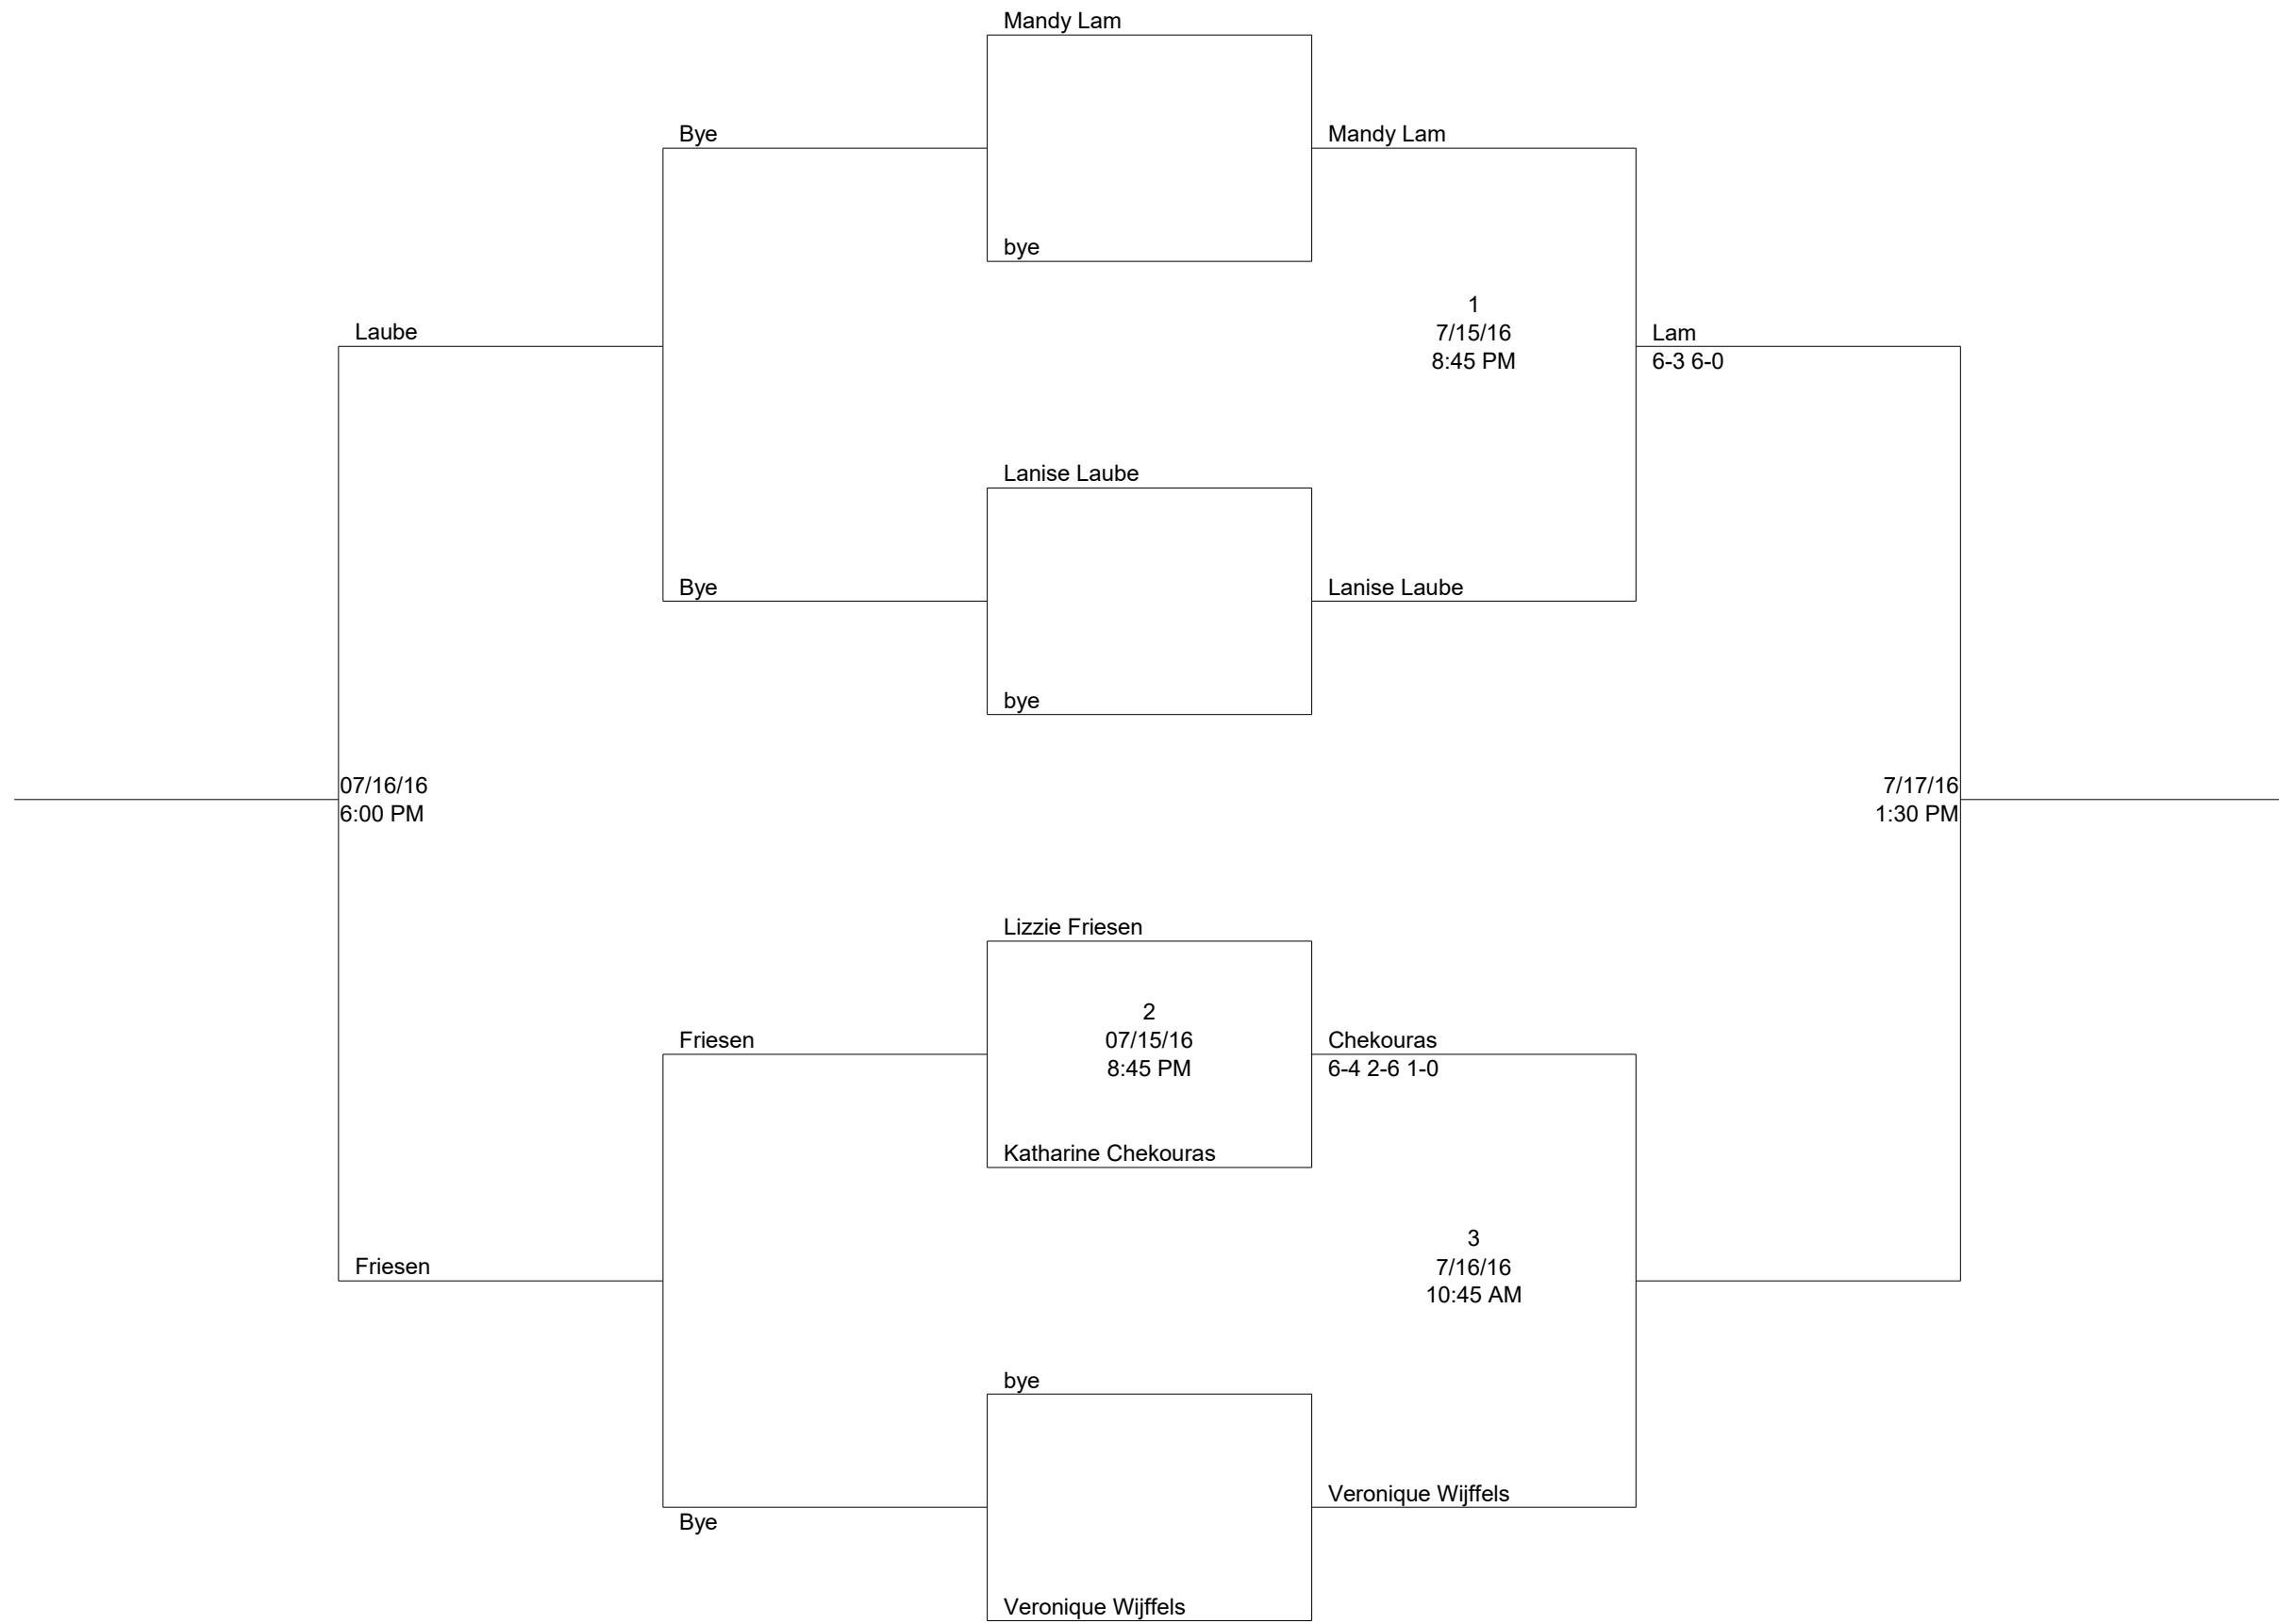 Mandy Lam
Bye
Mandy Lam
bye
1
7/15/16
8:45 PM
Laube
Lam
6-3 6-0
Lanise Laube
Bye
Lanise Laube
bye
07/16/16
6:00 PM
7/17/16
1:30 PM
Lizzie Friesen
2
07/15/16
8:45 PM
Friesen
Chekouras
6-4 2-6 1-0
Katharine Chekouras
3
7/16/16
10:45 AM
Friesen
bye
Veronique Wijffels
Bye
Veronique Wijffels